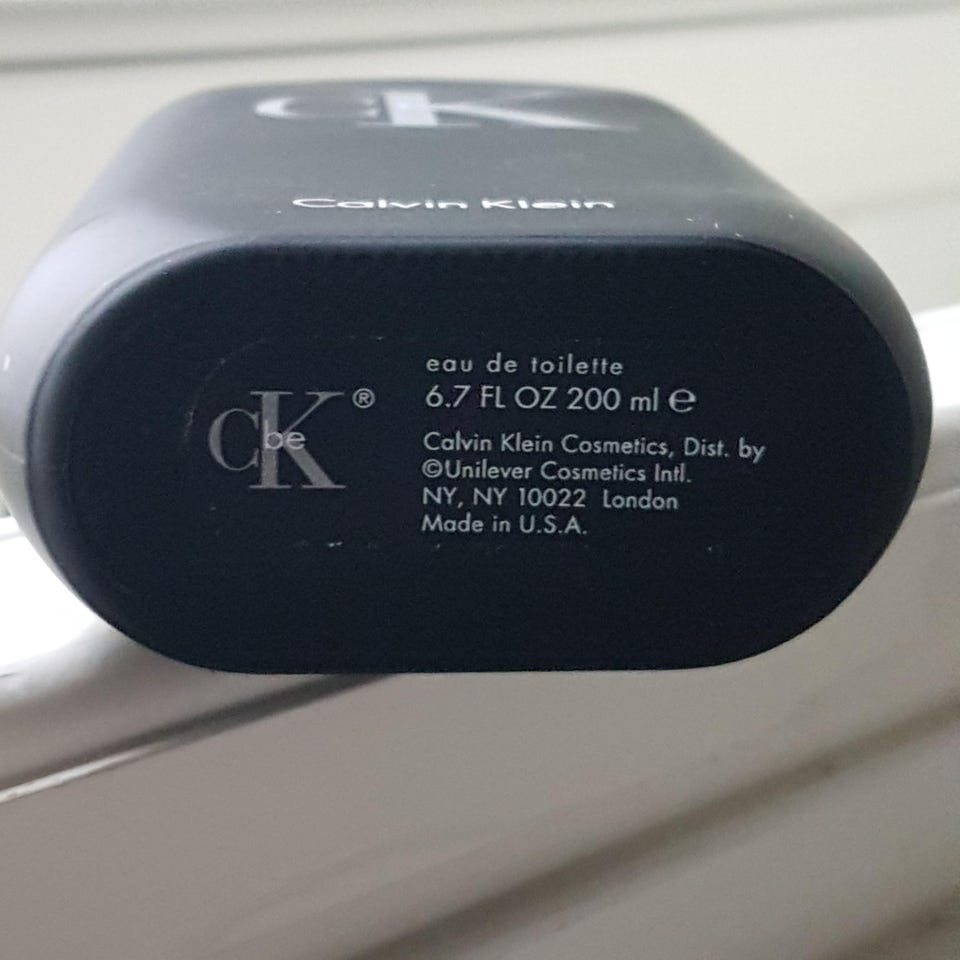 cK
Calvin Klein
cK be ®
eau de toilette
6.7 FL OZ 200 ml ℮
Calvin Klein Cosmetics, Dist. by
©Unilever Cosmetics Intl.
NY, NY 10022 London
Made in U.S.A.